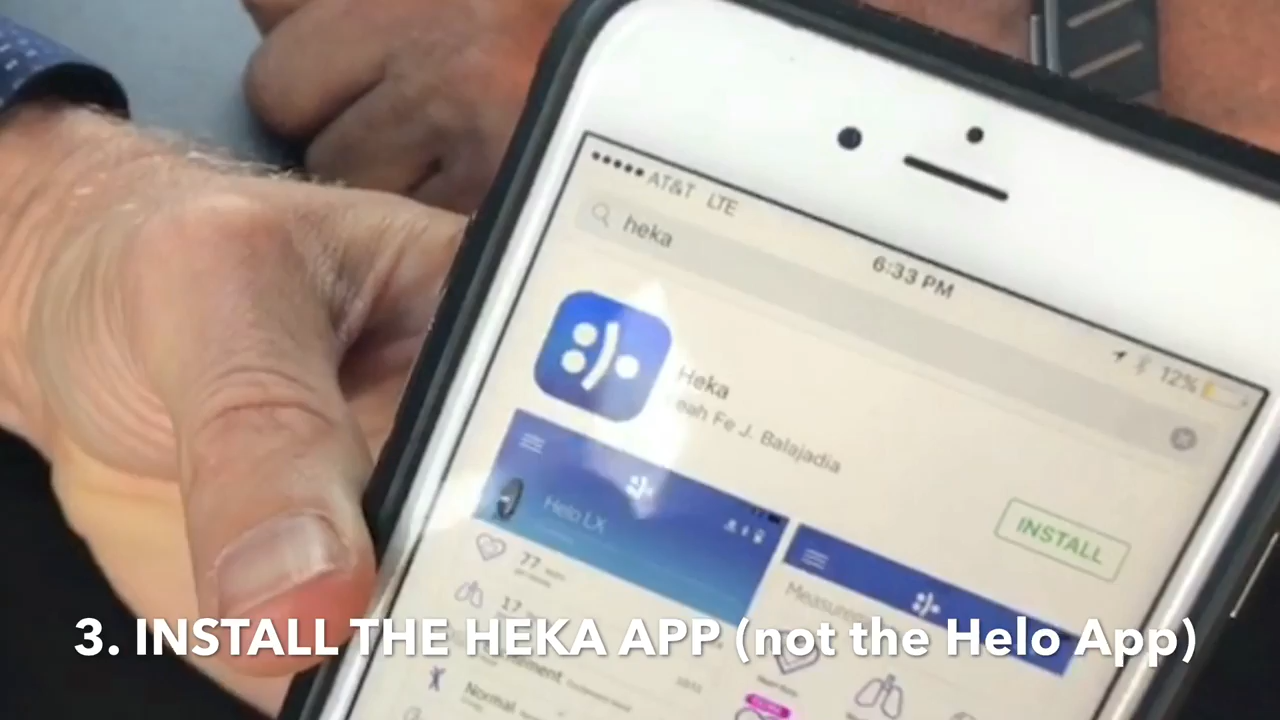 AT&T LTE
6:33 PM
12%
heka
Heka
Fe J. Balajadia
INSTALL
Helo LX
77
17
Normal
3. INSTALL THE HEKA APP (not the Helo App)